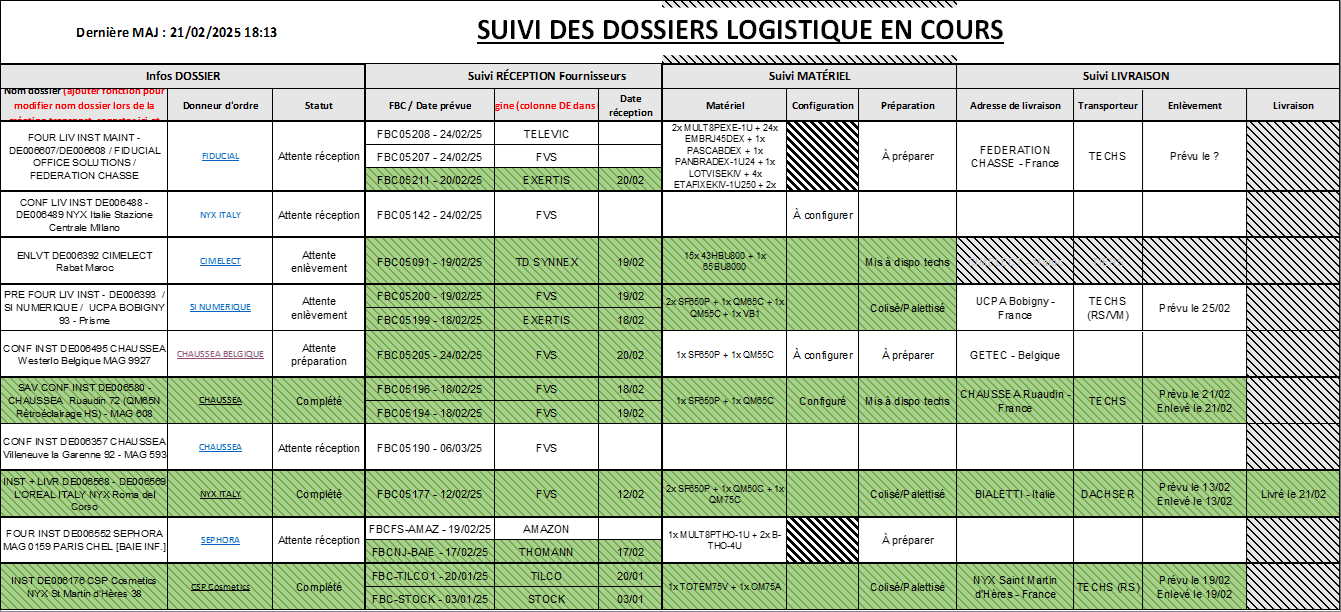 Dernière MAJ : 21/02/2025 18:13
SUIVI DES DOSSIERS LOGISTIQUE EN COURS
Infos DOSSIER
Suivi RÉCEPTION Fournisseurs
Suivi MATÉRIEL
Suivi LIVRAISON
Nom dossier (ajouter fonction pour
modifier nom dossier lors de la
Donneur d'ordre
Statut
FBC / Date prévue
gine (colonne DE dans
Date
réception
Matériel
Configuration
Préparation
Adresse de livraison
Transporteur
Enlèvement
Livraison
FOUR LIV INST MAINT -
DE006607/DE006608 / FIDUCIAL
OFFICE SOLUTIONS /
FEDERATION CHASSE
FIDUCIAL
Attente réception
FBC05208 - 24/02/25
TELEVIC
FBC05207 - 24/02/25
FVS
FBC05211 - 20/02/25
EXERTIS
20/02
2x MULT8PEXE-1U + 24x
EMBRJ45DEX + 1x
PASCABDEX + 1x
PANBRADEX-1U24 + 1x
LOTVISEKIV + 4x
ETAFIXEKIV-1U250 + 2x
À préparer
FEDERATION
CHASSE - France
TECHS
Prévu le ?
CONF LIV INST DE006488 -
DE006489 NYX Italie Stazione
Centrale MIlano
NYX ITALY
Attente réception
FBC05142 - 24/02/25
FVS
À configurer
ENLVT DE006392 CIMELECT
Rabat Maroc
CIMELECT
Attente
enlèvement
FBC05091 - 19/02/25
TD SYNNEX
19/02
15x 43HBU800 + 1x
65BU8000
Mis à dispo techs
PRE FOUR LIV INST - DE006393 /
SI NUMERIQUE / UCPA BOBIGNY
93 - Prisme
SI NUMERIQUE
Attente
enlèvement
FBC05200 - 19/02/25
FVS
19/02
FBC05199 - 18/02/25
EXERTIS
18/02
2x SF650P + 1x QM65C + 1x
QM55C + 1x VB1
Colisé/Palettisé
UCPA Bobigny -
France
TECHS
(RS/VM)
Prévu le 25/02
CONF INST DE006495 CHAUSSEA
Westerlo Belgique MAG 9927
CHAUSSEA BELGIQUE
Attente
préparation
FBC05205 - 24/02/25
FVS
20/02
1x SF650P + 1x QM55C
À configurer
À préparer
GETEC - Belgique
SAV CONF INST DE006580 -
CHAUSSEA Ruaudin 72 (QM65N
Rétroéclairage HS) - MAG 608
CHAUSSEA
Complété
FBC05196 - 18/02/25
FVS
18/02
FBC05194 - 18/02/25
FVS
19/02
1x SF650P + 1x QM65C
Configuré
Mis à dispo techs
CHAUSSEA Ruaudin -
France
TECHS
Prévu le 21/02
Enlevé le 21/02
CONF INST DE006357 CHAUSSEA
Villeneuve la Garenne 92 - MAG 593
CHAUSSEA
Attente réception
FBC05190 - 06/03/25
FVS
INST + LIVR DE006568 - DE006569
L'OREAL ITALY NYX Roma del
Corso
NYX ITALY
Complété
FBC05177 - 12/02/25
FVS
12/02
2x SF650P + 1x QM50C + 1x
QM75C
Colisé/Palettisé
BIALETTI - Italie
DACHSER
Prévu le 13/02
Enlevé le 13/02
Livré le 21/02
FOUR INST DE006552 SEPHORA
MAG 0159 PARIS CHEL [BAIE INF.]
SEPHORA
Attente réception
FBCFS-AMAZ - 19/02/25
AMAZON
FBCNJ-BAIE - 17/02/25
THOMANN
17/02
1x MULT8PTHO-1U + 2x B-
THO-4U
À préparer
INST DE006176 CSP Cosmetics
NYX St Martin d'Hères 38
CSP Cosmetics
Complété
FBC-TILCO1 - 20/01/25
TILCO
20/01
FBC-STOCK - 03/01/25
STOCK
03/01
1x TOTEM75V + 1x OM75A
Colisé/Palettisé
NYX Saint Martin
d'Hères - France
TECHS (RS)
Prévu le 19/02
Enlevé le 19/02